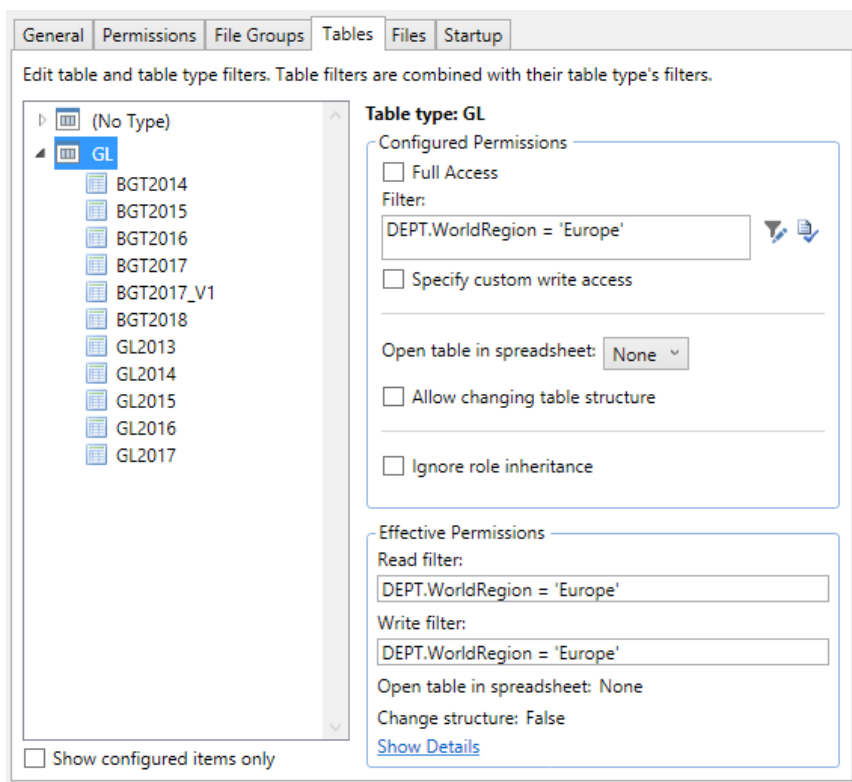 General Permissions File Groups Tables Files Startup
Edit table and table type filters. Table filters are combined with their table type's filters.
(No Type)
GL
BGT2014
BGT2015
BGT2016
BGT2017
BGT2017_V1
BGT2018
GL2013
GL2014
GL2015
GL2016
GL2017
Show configured items only
Table type: GL
Configured Permissions
Full Access
Filter:
DEPT.WorldRegion = 'Europe'
Specify custom write access
Open table in spreadsheet: None
Allow changing table structure
Ignore role inheritance
Effective Permissions
Read filter:
DEPT.WorldRegion = 'Europe'
Write filter:
DEPT.WorldRegion = 'Europe'
Open table in spreadsheet: None
Change structure: False
Show Details